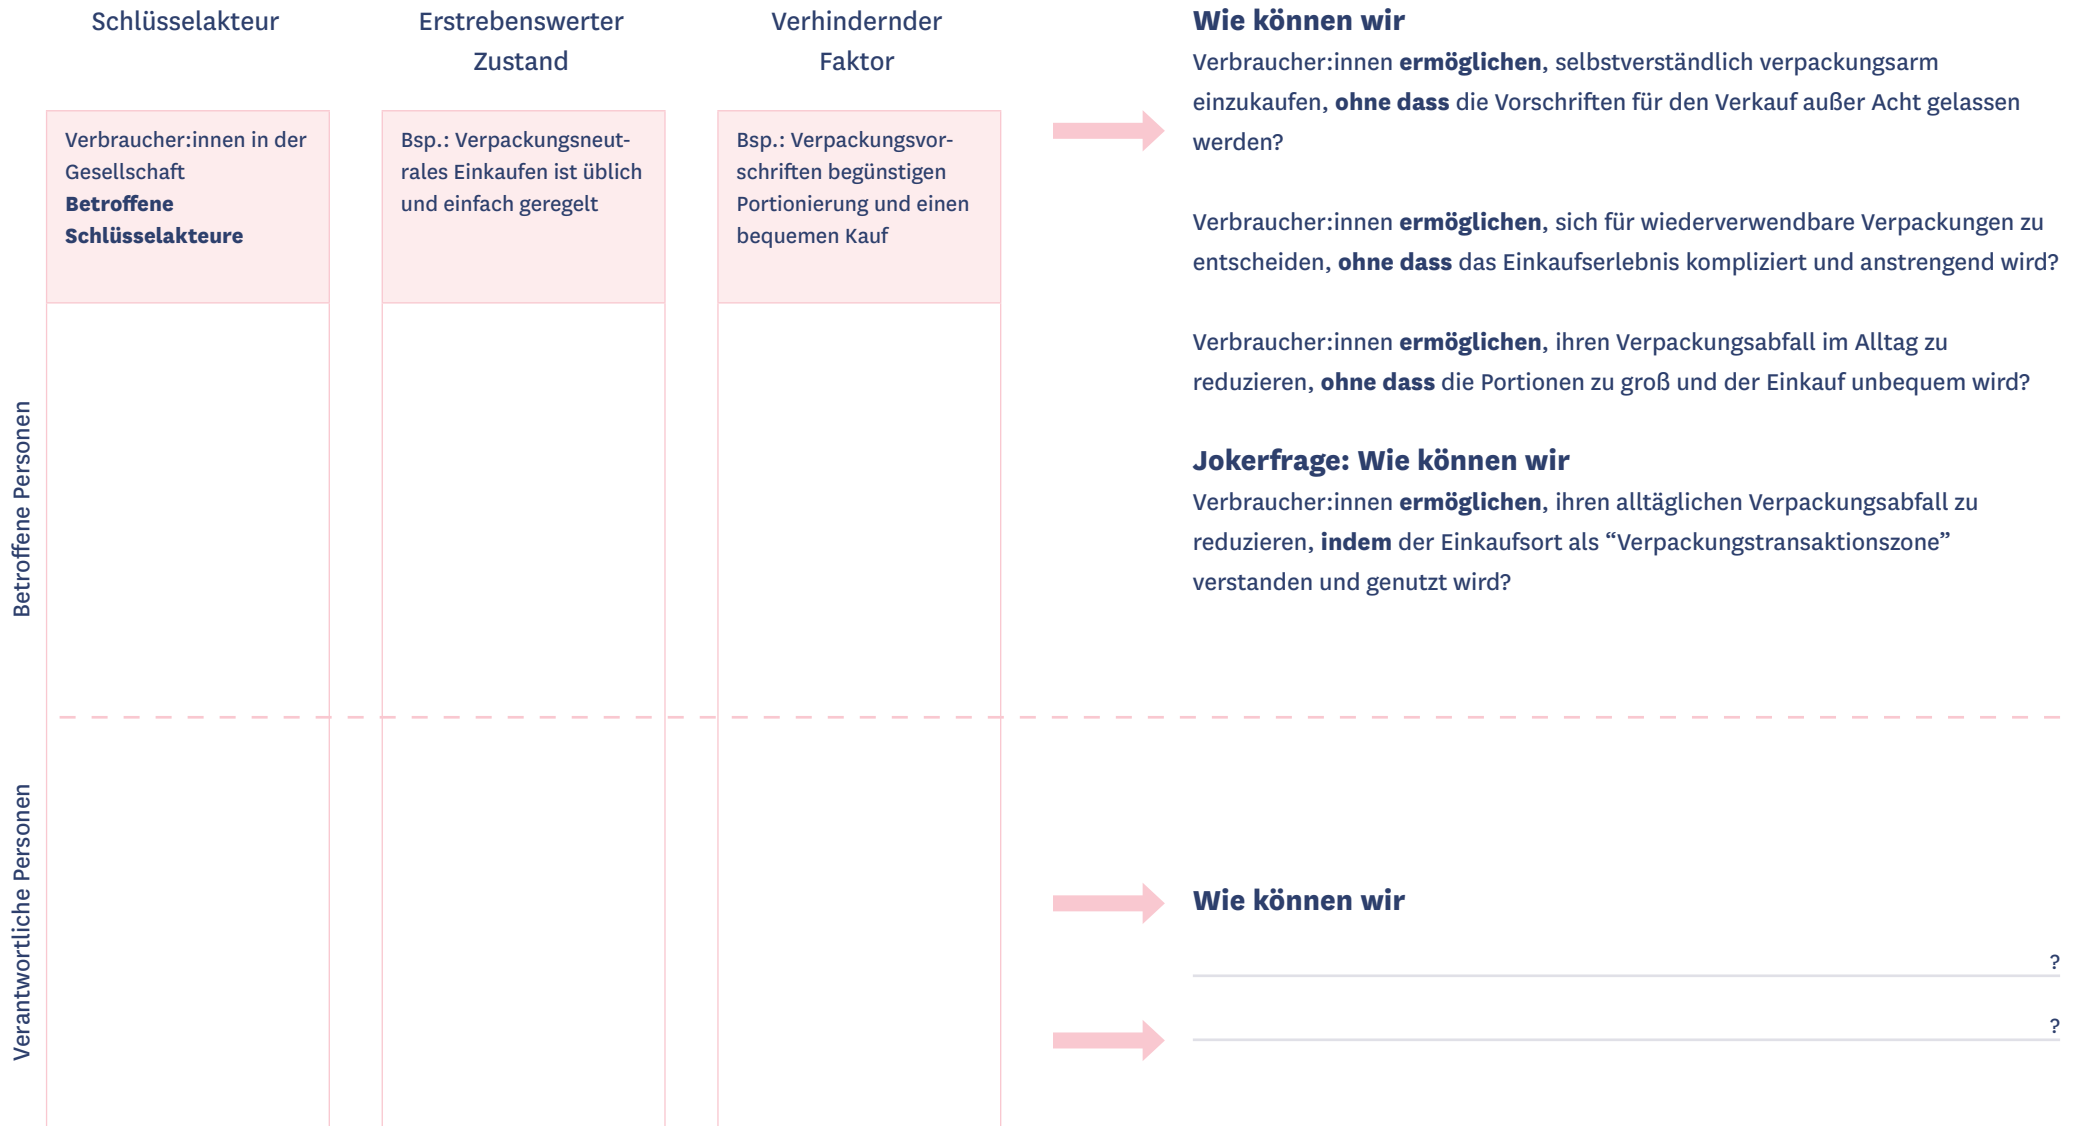 Schlüsselakteur
Erstrebenswerter
Zustand
Verhindernder
Faktor
Verbraucher:innen in der
Gesellschaft
Betroffene
Schlüsselakteure
Bsp.: Verpackungsneut-
rales Einkaufen ist üblich
und einfach geregelt
Bsp.: Verpackungsvor-
schriften begünstigen
Portionierung und einen
bequemen Kauf
Wie können wir
Verbraucher:innen ermöglichen, selbstverständlich verpackungsarm
einzukaufen, ohne dass die Vorschriften für den Verkauf außer Acht gelassen
werden?
Verbraucher:innen ermöglichen, sich für wiederverwendbare Verpackungen zu
entscheiden, ohne dass das Einkaufserlebnis kompliziert und anstrengend wird?
Verbraucher:innen ermöglichen, ihren Verpackungsabfall im Alltag zu
reduzieren, ohne dass die Portionen zu groß und der Einkauf unbequem wird?
Jokerfrage: Wie können wir
Verbraucher:innen ermöglichen, ihren alltäglichen Verpackungsabfall zu
reduzieren, indem der Einkaufsort als “Verpackungstransaktionszone”
verstanden und genutzt wird?
Betroffene Personen
Verantwortliche Personen
Wie können wir
?
?